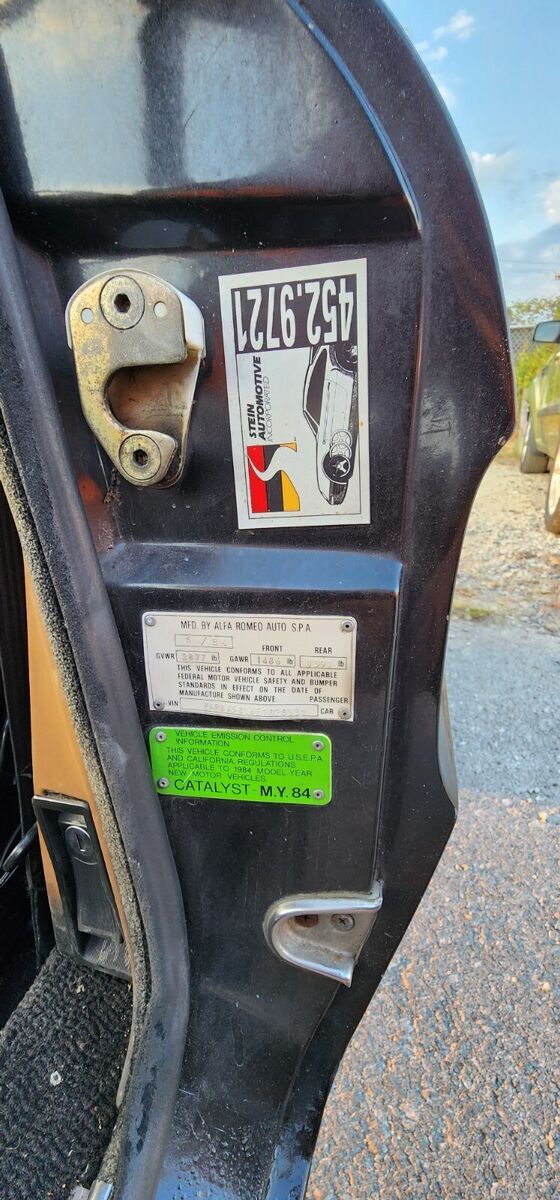 452.9721
STEIN
AUTOMOTIVE
INCORPORATED
MFD. BY ALFA ROMEO AUTO S.P.A.
FRONT REAR
GVWR lb GAWR lb lb
THIS VEHICLE CONFORMS TO ALL APPLICABLE
FEDERAL MOTOR VEHICLE SAFETY AND BUMPER
STANDARDS IN EFFECT ON THE DATE OF
MANUFACTURE SHOWN ABOVE. PASSENGER
VIN CAR
VEHICLE EMISSION CONTROL
INFORMATION
THIS VEHICLE CONFORMS TO U.S.E.P.A.
AND CALIFORNIA REGULATIONS
APPLICABLE TO 1984 MODEL YEAR
NEW MOTOR VEHICLES.
CATALYST - M.Y. 84